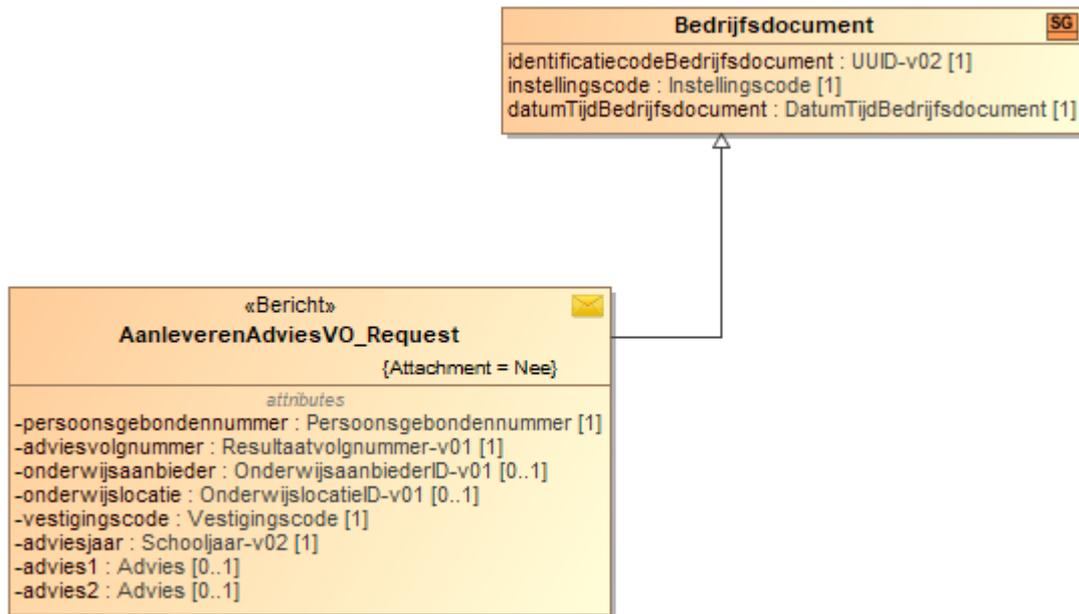 Bedrijfsdocument
SG
identificatiecodeBedrijfsdocument : UUID-v02 [1]
instellingscode : Instellingscode [1]
datumTijdBedrijfsdocument : DatumTijdBedrijfsdocument [1]
«Bericht»
AanleverenAdviesVO_Request
{Attachment = Nee}
attributes
-persoonsgebondennummer : Persoonsgebondennummer [1]
-adviesvolgnummer : Resultaatvolgnummer-v01 [1]
-onderwijsaanbieder : OnderwijsaanbiederID-v01 [0..1]
-onderwijslocatie : OnderwijslocatieID-v01 [0..1]
-vestigingscode : Vestigingscode [1]
-adviesjaar : Schooljaar-v02 [1]
-advies1 : Advies [0..1]
-advies2 : Advies [0..1]